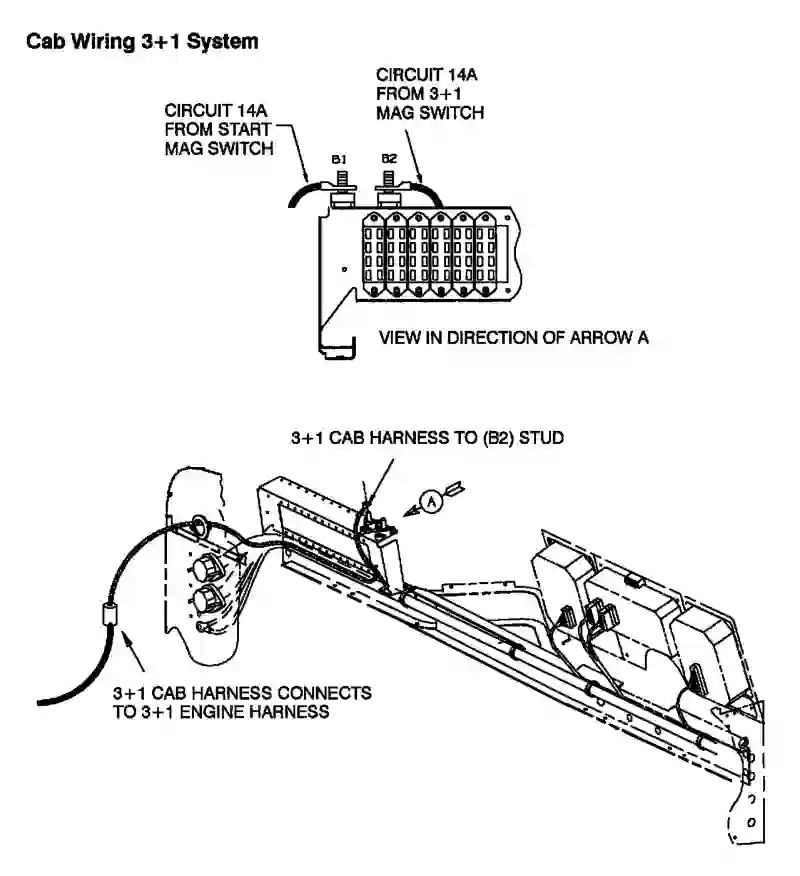 Cab Wiring 3+1 System
CIRCUIT 14A
FROM 3+1
MAG SWITCH
CIRCUIT 14A
FROM START
MAG SWITCH
B1
B2
VIEW IN DIRECTION OF ARROW A
3+1 CAB HARNESS TO (B2) STUD
A
3+1 CAB HARNESS CONNECTS
TO 3+1 ENGINE HARNESS